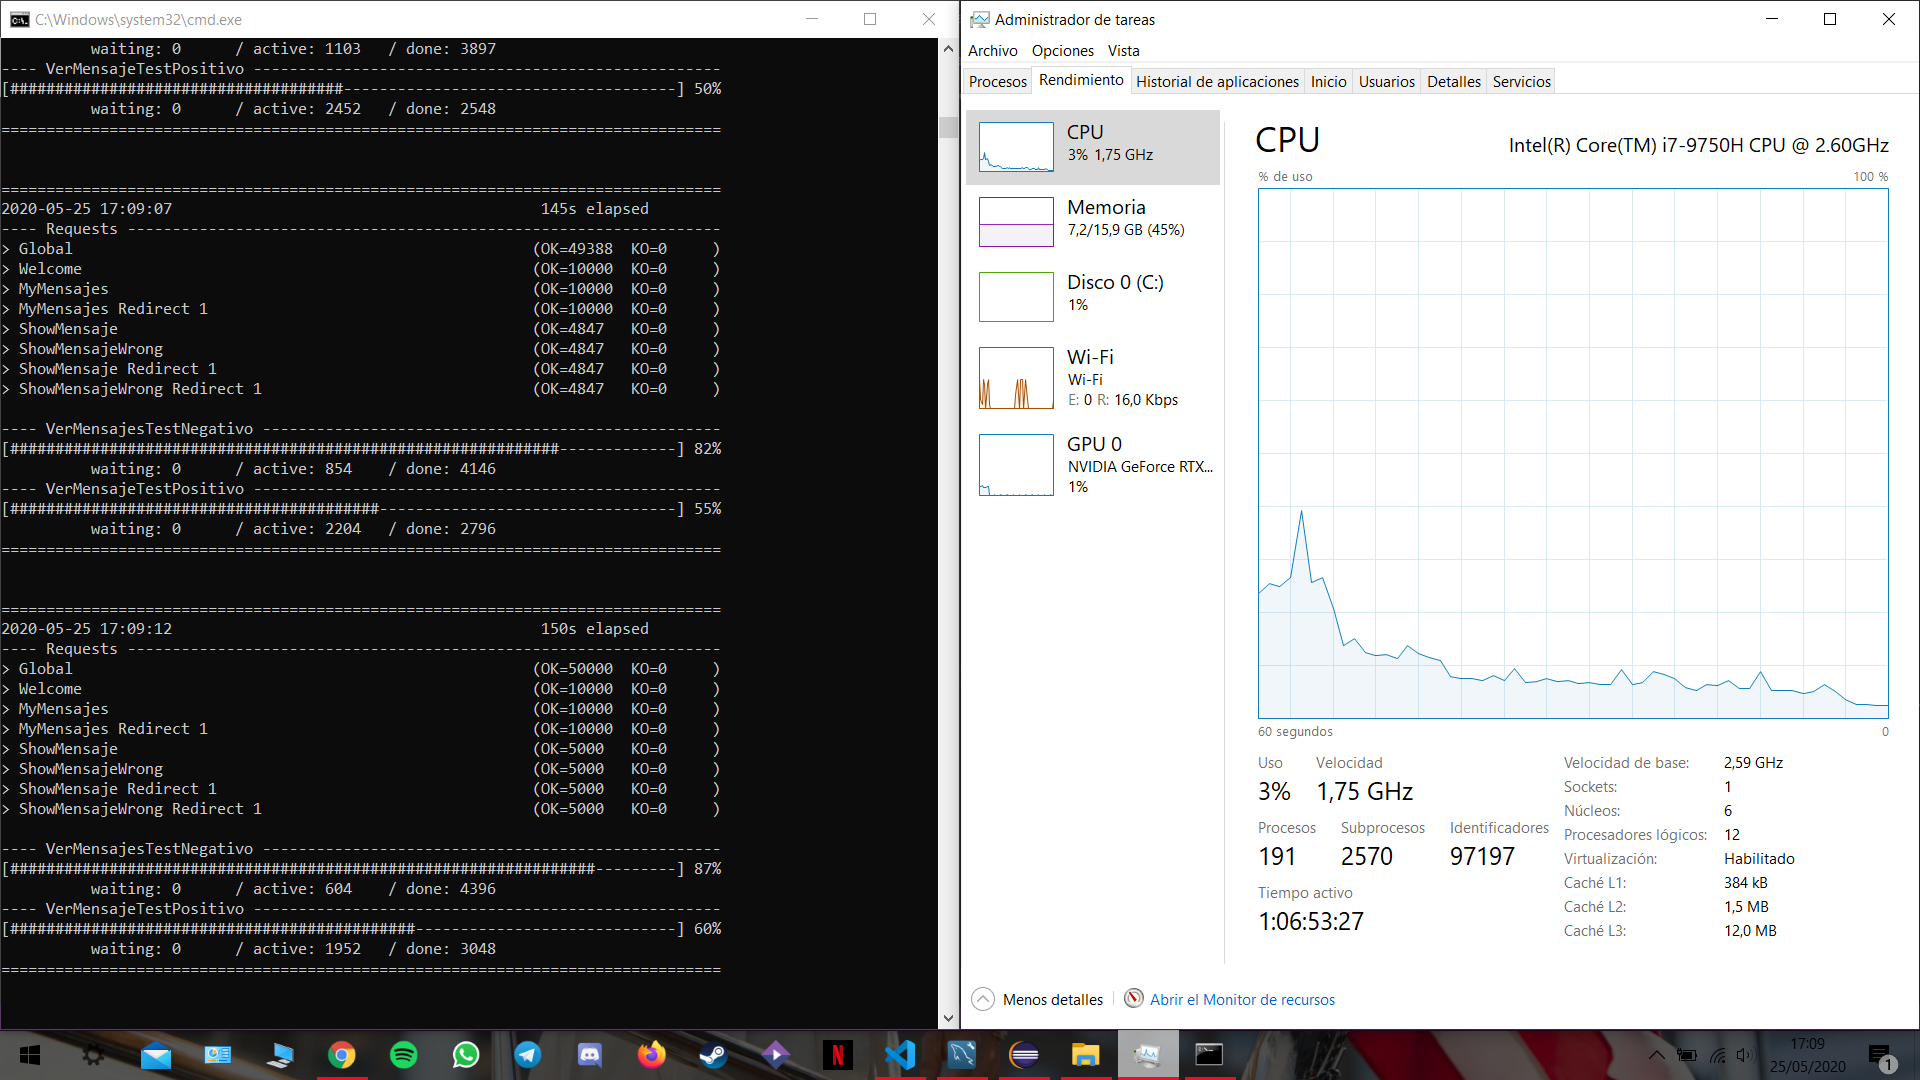 C:\Windows\system32\cmd.exe
waiting: 0 / active: 1103 / done: 3897
---- VerMensajeTestPositivo ----------------------------------------------------
[#####################################-------------------------------------] 50%
waiting: 0 / active: 2452 / done: 2548
================================================================================
================================================================================
2020-05-25 17:09:07 145s elapsed
---- Requests ------------------------------------------------------------------
> Global (OK=49388 KO=0 )
> Welcome (OK=10000 KO=0 )
> MyMensajes (OK=10000 KO=0 )
> MyMensajes Redirect 1 (OK=10000 KO=0 )
> ShowMensaje (OK=4847 KO=0 )
> ShowMensajeWrong (OK=4847 KO=0 )
> ShowMensaje Redirect 1 (OK=4847 KO=0 )
> ShowMensajeWrong Redirect 1 (OK=4847 KO=0 )
---- VerMensajesTestNegativo ---------------------------------------------------
[#############################################################-------------] 82%
waiting: 0 / active: 854 / done: 4146
---- VerMensajeTestPositivo ----------------------------------------------------
[#########################################---------------------------------] 55%
waiting: 0 / active: 2204 / done: 2796
================================================================================
================================================================================
2020-05-25 17:09:12 150s elapsed
---- Requests ------------------------------------------------------------------
> Global (OK=50000 KO=0 )
> Welcome (OK=10000 KO=0 )
> MyMensajes (OK=10000 KO=0 )
> MyMensajes Redirect 1 (OK=10000 KO=0 )
> ShowMensaje (OK=5000 KO=0 )
> ShowMensajeWrong (OK=5000 KO=0 )
> ShowMensaje Redirect 1 (OK=5000 KO=0 )
> ShowMensajeWrong Redirect 1 (OK=5000 KO=0 )
---- VerMensajesTestNegativo ---------------------------------------------------
[#################################################################---------] 87%
waiting: 0 / active: 604 / done: 4396
---- VerMensajeTestPositivo ----------------------------------------------------
[#############################################-----------------------------] 60%
waiting: 0 / active: 1952 / done: 3048
================================================================================
Administrador de tareas
Archivo Opciones Vista
Procesos Rendimiento Historial de aplicaciones Inicio Usuarios Detalles Servicios
CPU
3% 1,75 GHz
Memoria
7,2/15,9 GB (45%)
Disco 0 (C:)
1%
Wi-Fi
Wi-Fi
E: 0 R: 16,0 Kbps
GPU 0
NVIDIA GeForce RTX...
1%
CPU Intel(R) Core(TM) i7-9750H CPU @ 2.60GHz
% de uso 100 %
60 segundos 0
Uso Velocidad
3% 1,75 GHz
Procesos Subprocesos Identificadores
191 2570 97197
Tiempo activo
1:06:53:27
Velocidad de base: 2,59 GHz
Sockets: 1
Núcleos: 6
Procesadores lógicos: 12
Virtualización: Habilitado
Caché L1: 384 kB
Caché L2: 1,5 MB
Caché L3: 12,0 MB
Menos detalles Abrir el Monitor de recursos
17:09
25/05/2020
1